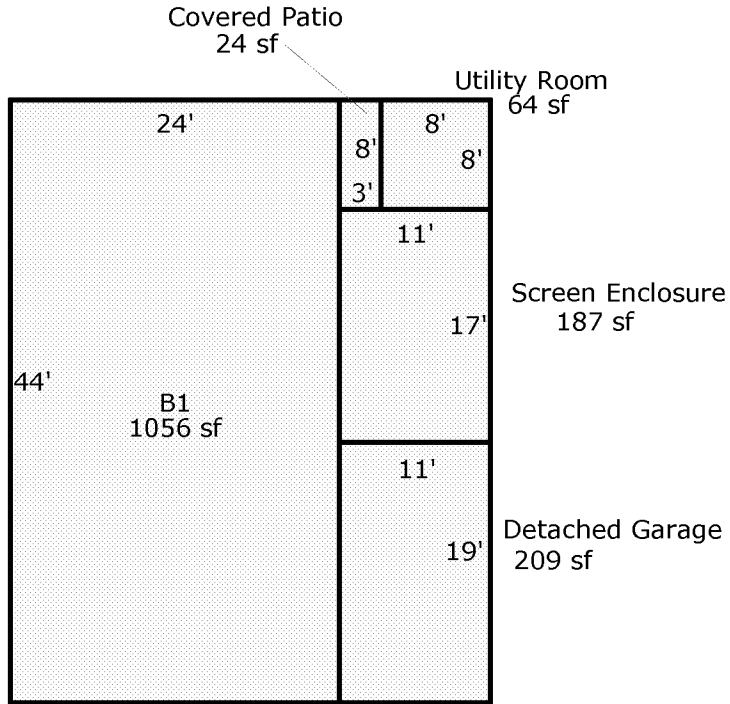 Covered Patio
24 sf
Utility Room
64 sf
24'
8'
8'
8'
3'
11'
Screen Enclosure
187 sf
17'
44'
B1
1056 sf
11'
Detached Garage
209 sf
19'